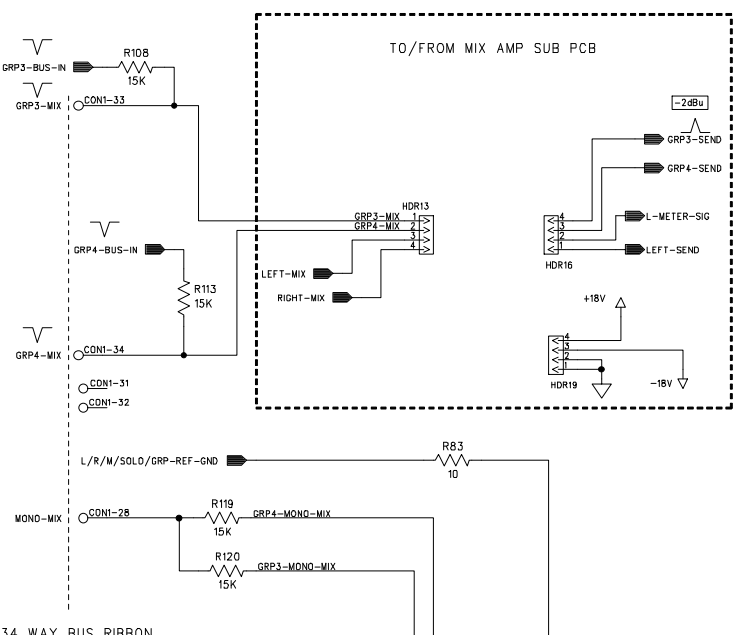 TO/FROM MIX AMP SUB PCB
R108
GRP3-BUS-IN
15K
GRP3-MIX
CON1-33
-2dBu
GRP3-SEND
GRP4-SEND
HDR13
GRP3-MIX 1
GRP4-MIX 2
3
4
4
3
2
1
L-METER-SIG
LEFT-SEND
HDR16
GRP4-BUS-IN
LEFT-MIX
RIGHT-MIX
R113
15K
+18V
GRP4-MIX
CON1-34
4
3
2
1
HDR19
-18V
CON1-31
CON1-32
L/R/M/SOLO/GRP-REF-GND
R83
10
MONO-MIX
CON1-28
R119
15K
GRP4-MONO-MIX
R120
15K
GRP3-MONO-MIX
34 WAY BUS RIBBON